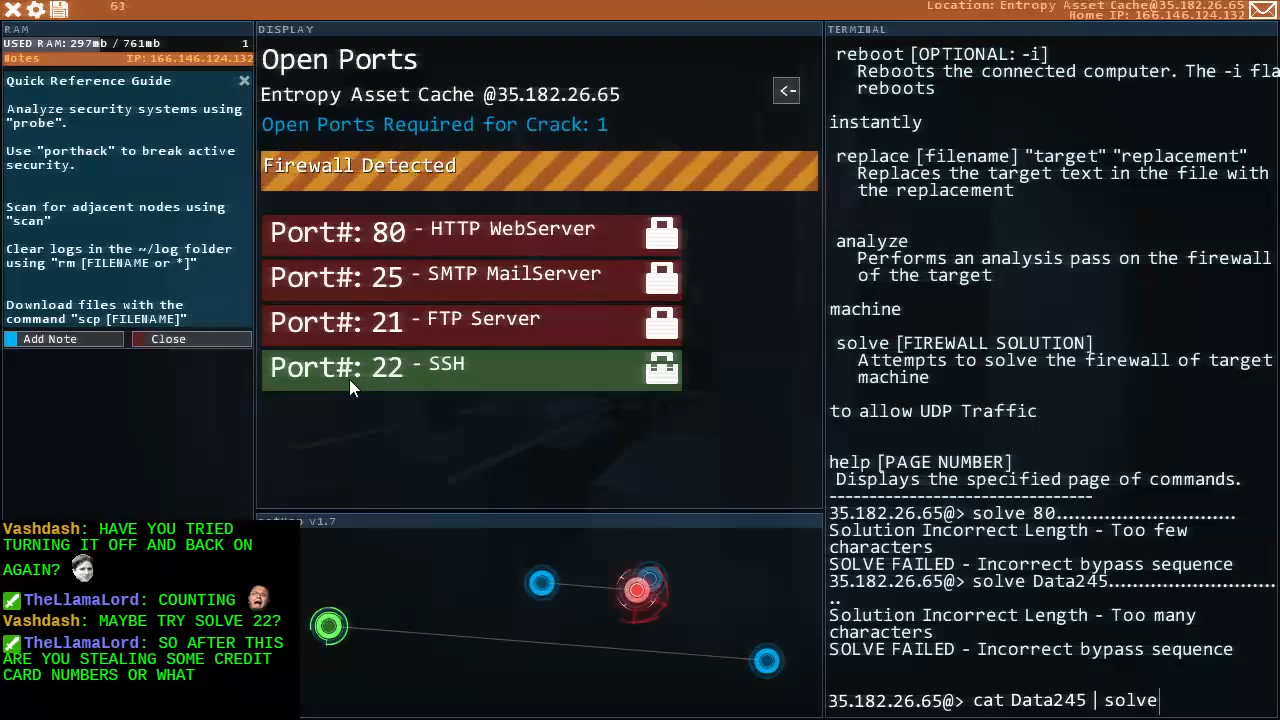 61
Location: Entropy Asset Cache@35.182.26.65
Home IP: 166.146.124.132
RAM
USED RAM: 297mb / 761mb 1
Notes IP: 166.146.124.132
Quick Reference Guide
Analyze security systems using
"probe".
Use "porthack" to break active
security.
Scan for adjacent nodes using
"scan"
Clear logs in the ~/log folder
using "rm [FILENAME or *]"
Download files with the
command "scp [FILENAME]"
Add Note Close
Vashdash: HAVE YOU TRIED
TURNING IT OFF AND BACK ON
AGAIN?
TheLlamaLord: COUNTING
Vashdash: MAYBE TRY SOLVE 22?
TheLlamaLord: SO AFTER THIS
ARE YOU STEALING SOME CREDIT
CARD NUMBERS OR WHAT
DISPLAY
Open Ports
Entropy Asset Cache @35.182.26.65
<-
Open Ports Required for Crack: 1
Firewall Detected
Port#: 80 - HTTP WebServer
Port#: 25 - SMTP MailServer
Port#: 21 - FTP Server
Port#: 22 - SSH
v1.7
TERMINAL
reboot [OPTIONAL: -i]
Reboots the connected computer. The -i fla
reboots
instantly
replace [filename] "target" "replacement"
Replaces the target text in the file with
the replacement
analyze
Performs an analysis pass on the firewall
of the target
machine
solve [FIREWALL SOLUTION]
Attempts to solve the firewall of target
machine
to allow UDP Traffic
help [PAGE NUMBER]
Displays the specified page of commands.
---------------------------------
35.182.26.65@> solve 80...........................
Solution Incorrect Length - Too few
characters
SOLVE FAILED - Incorrect bypass sequence
35.182.26.65@> solve Data245.........................
..
Solution Incorrect Length - Too many
characters
SOLVE FAILED - Incorrect bypass sequence
35.182.26.65@> cat Data245 | solve